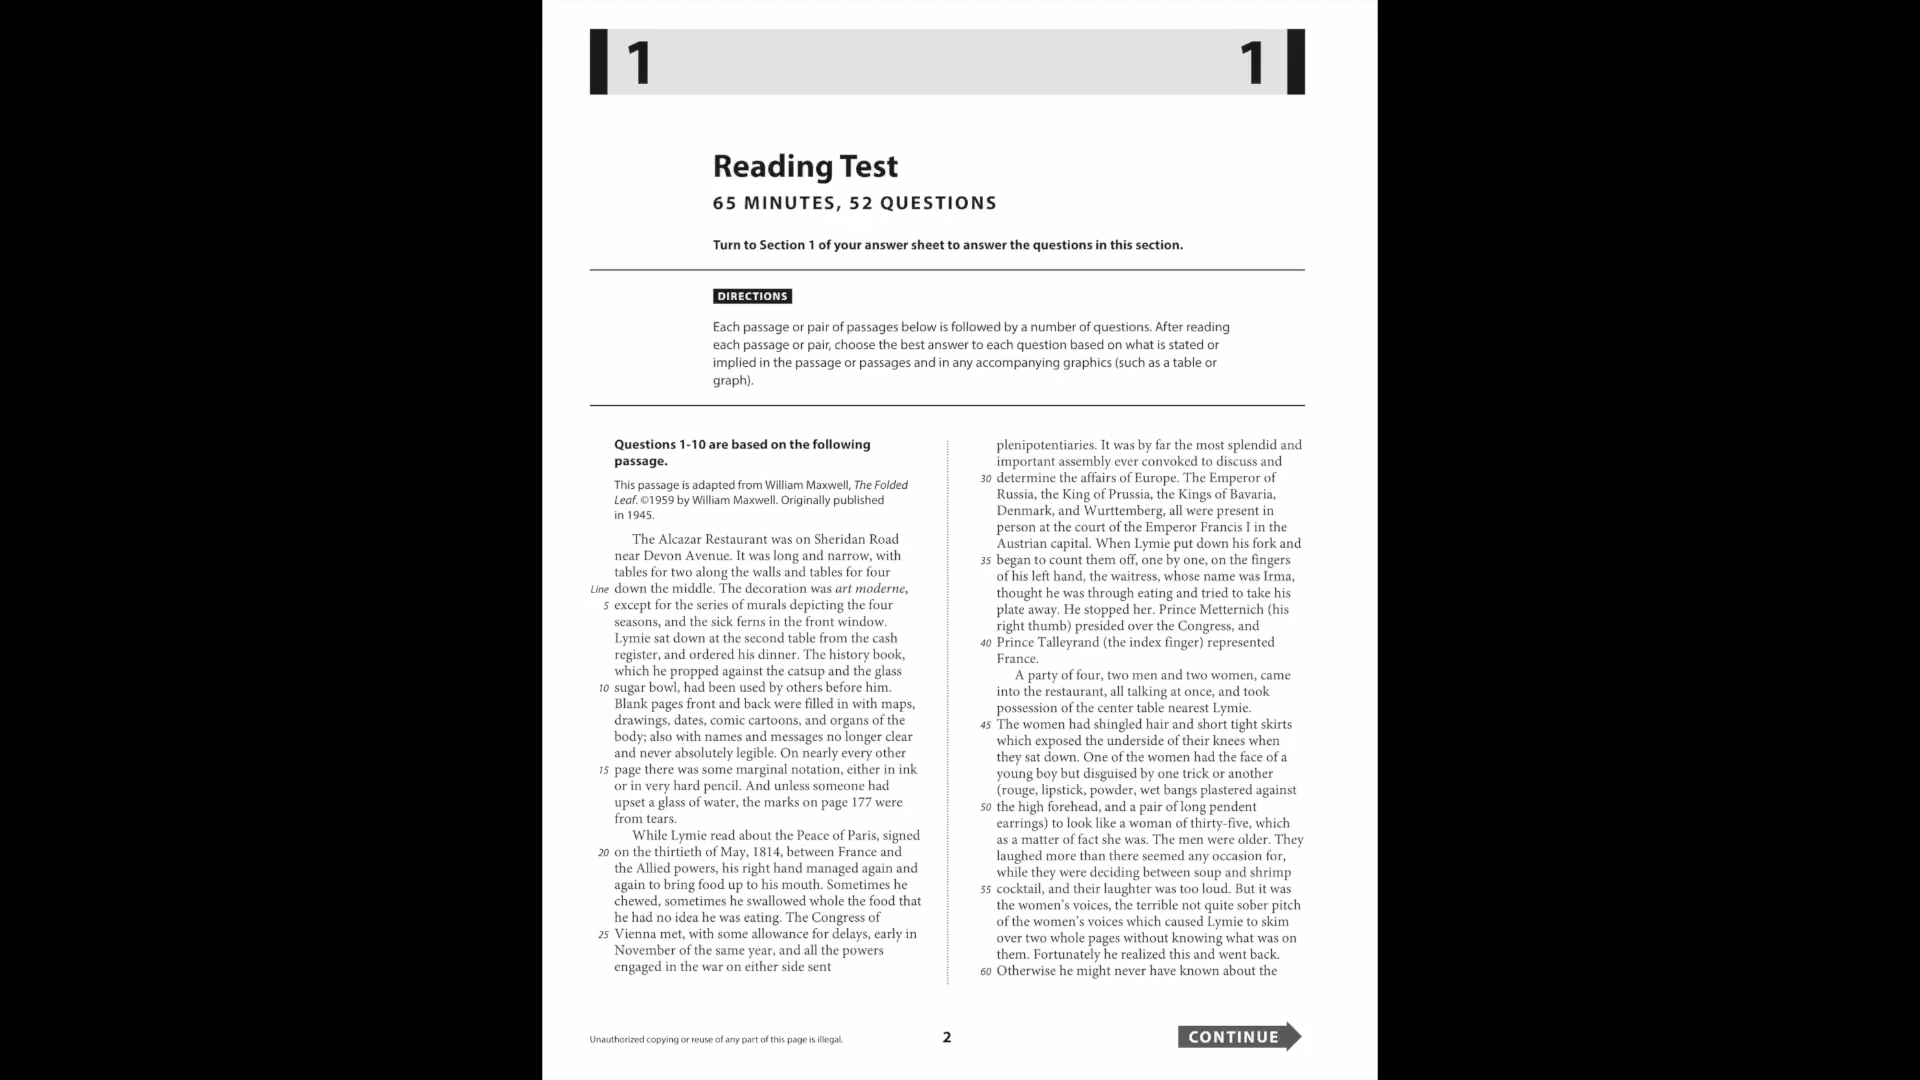 1 1
Reading Test
65 MINUTES, 52 QUESTIONS
Turn to Section 1 of your answer sheet to answer the questions in this section.
DIRECTIONS
Each passage or pair of passages below is followed by a number of questions. After reading
each passage or pair, choose the best answer to each question based on what is stated or
implied in the passage or passages and in any accompanying graphics (such as a table or
graph).
Questions 1-10 are based on the following
passage.
This passage is adapted from William Maxwell, The Folded
Leaf. ©1959 by William Maxwell. Originally published
in 1945.
The Alcazar Restaurant was on Sheridan Road
near Devon Avenue. It was long and narrow, with
tables for two along the walls and tables for four
Line down the middle. The decoration was art moderne,
5 except for the series of murals depicting the four
seasons, and the sick ferns in the front window.
Lymie sat down at the second table from the cash
register, and ordered his dinner. The history book,
which he propped against the catsup and the glass
10 sugar bowl, had been used by others before him.
Blank pages front and back were filled in with maps,
drawings, dates, comic cartoons, and organs of the
body; also with names and messages no longer clear
and never absolutely legible. On nearly every other
15 page there was some marginal notation, either in ink
or in very hard pencil. And unless someone had
upset a glass of water, the marks on page 177 were
from tears.
While Lymie read about the Peace of Paris, signed
20 on the thirtieth of May, 1814, between France and
the Allied powers, his right hand managed again and
again to bring food up to his mouth. Sometimes he
chewed, sometimes he swallowed whole the food that
he had no idea he was eating. The Congress of
25 Vienna met, with some allowance for delays, early in
November of the same year, and all the powers
engaged in the war on either side sent
plenipotentiaries. It was by far the most splendid and
important assembly ever convoked to discuss and
30 determine the affairs of Europe. The Emperor of
Russia, the King of Prussia, the Kings of Bavaria,
Denmark, and Wurttemberg, all were present in
person at the court of the Emperor Francis I in the
Austrian capital. When Lymie put down his fork and
35 began to count them off, one by one, on the fingers
of his left hand, the waitress, whose name was Irma,
thought he was through eating and tried to take his
plate away. He stopped her. Prince Metternich (his
right thumb) presided over the Congress, and
40 Prince Talleyrand (the index finger) represented
France.
A party of four, two men and two women, came
into the restaurant, all talking at once, and took
possession of the center table nearest Lymie.
45 The women had shingled hair and short tight skirts
which exposed the underside of their knees when
they sat down. One of the women had the face of a
young boy but disguised by one trick or another
(rouge, lipstick, powder, wet bangs plastered against
50 the high forehead, and a pair of long pendent
earrings) to look like a woman of thirty-five, which
as a matter of fact she was. The men were older. They
laughed more than there seemed any occasion for,
while they were deciding between soup and shrimp
55 cocktail, and their laughter was too loud. But it was
the women's voices, the terrible not quite sober pitch
of the women's voices which caused Lymie to skim
over two whole pages without knowing what was on
them. Fortunately he realized this and went back.
60 Otherwise he might never have known about the
Unauthorized copying or reuse of any part of this page is illegal.
2
CONTINUE